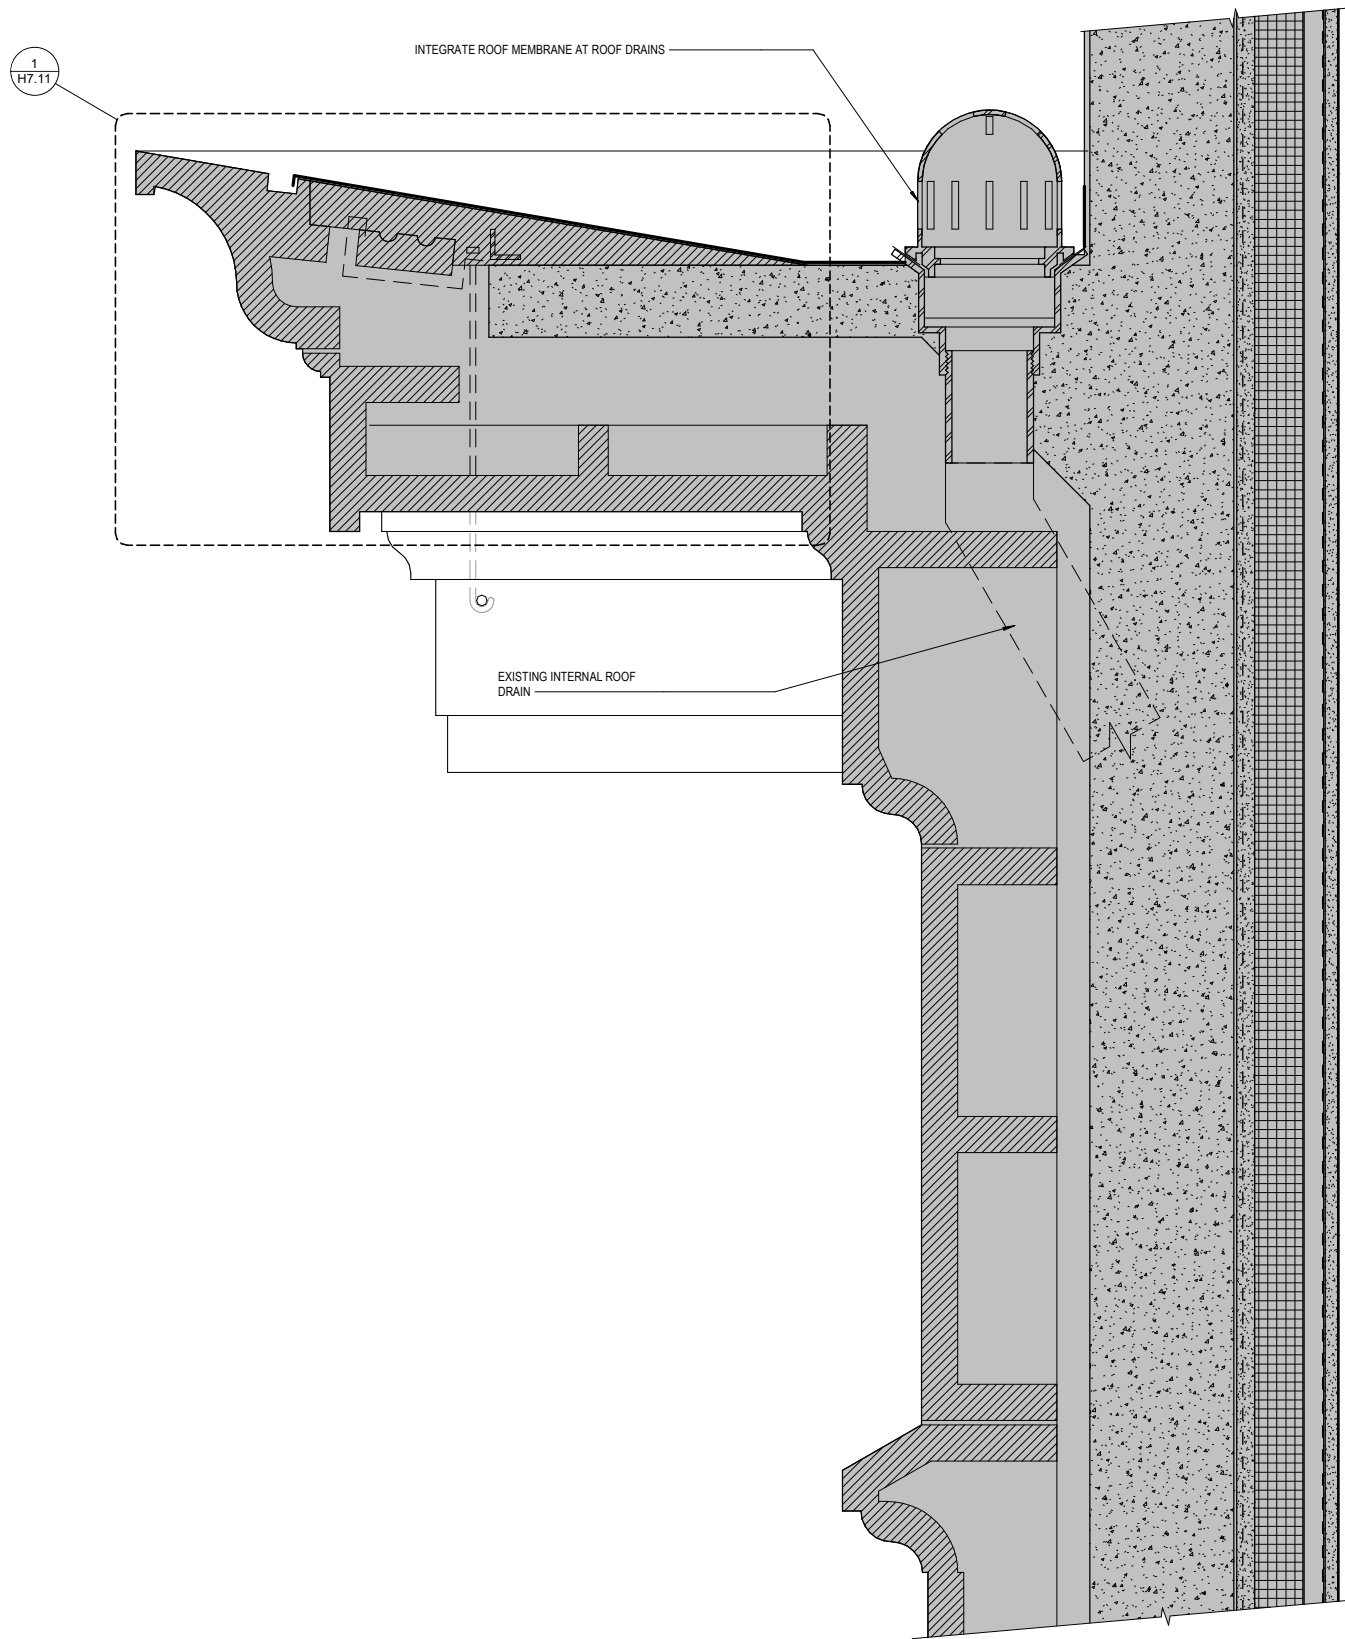 INTEGRATE ROOF MEMBRANE AT ROOF DRAINS
1
H7.11
EXISTING INTERNAL ROOF
DRAIN